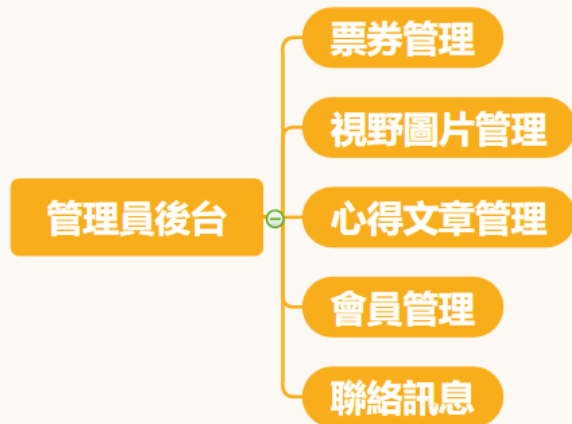 管理員後台
票券管理
視野圖片管理
心得文章管理
會員管理
聯絡訊息